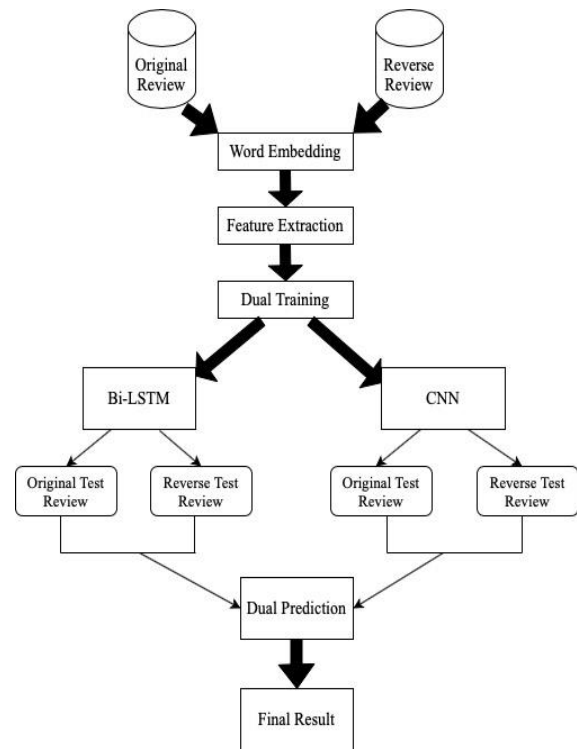 Original
Review
Reverse
Review
Word Embedding
Feature Extraction
Dual Training
Bi-LSTM
CNN
Original Test
Review
Reverse Test
Review
Original Test
Review
Reverse Test
Review
Dual Prediction
Final Result